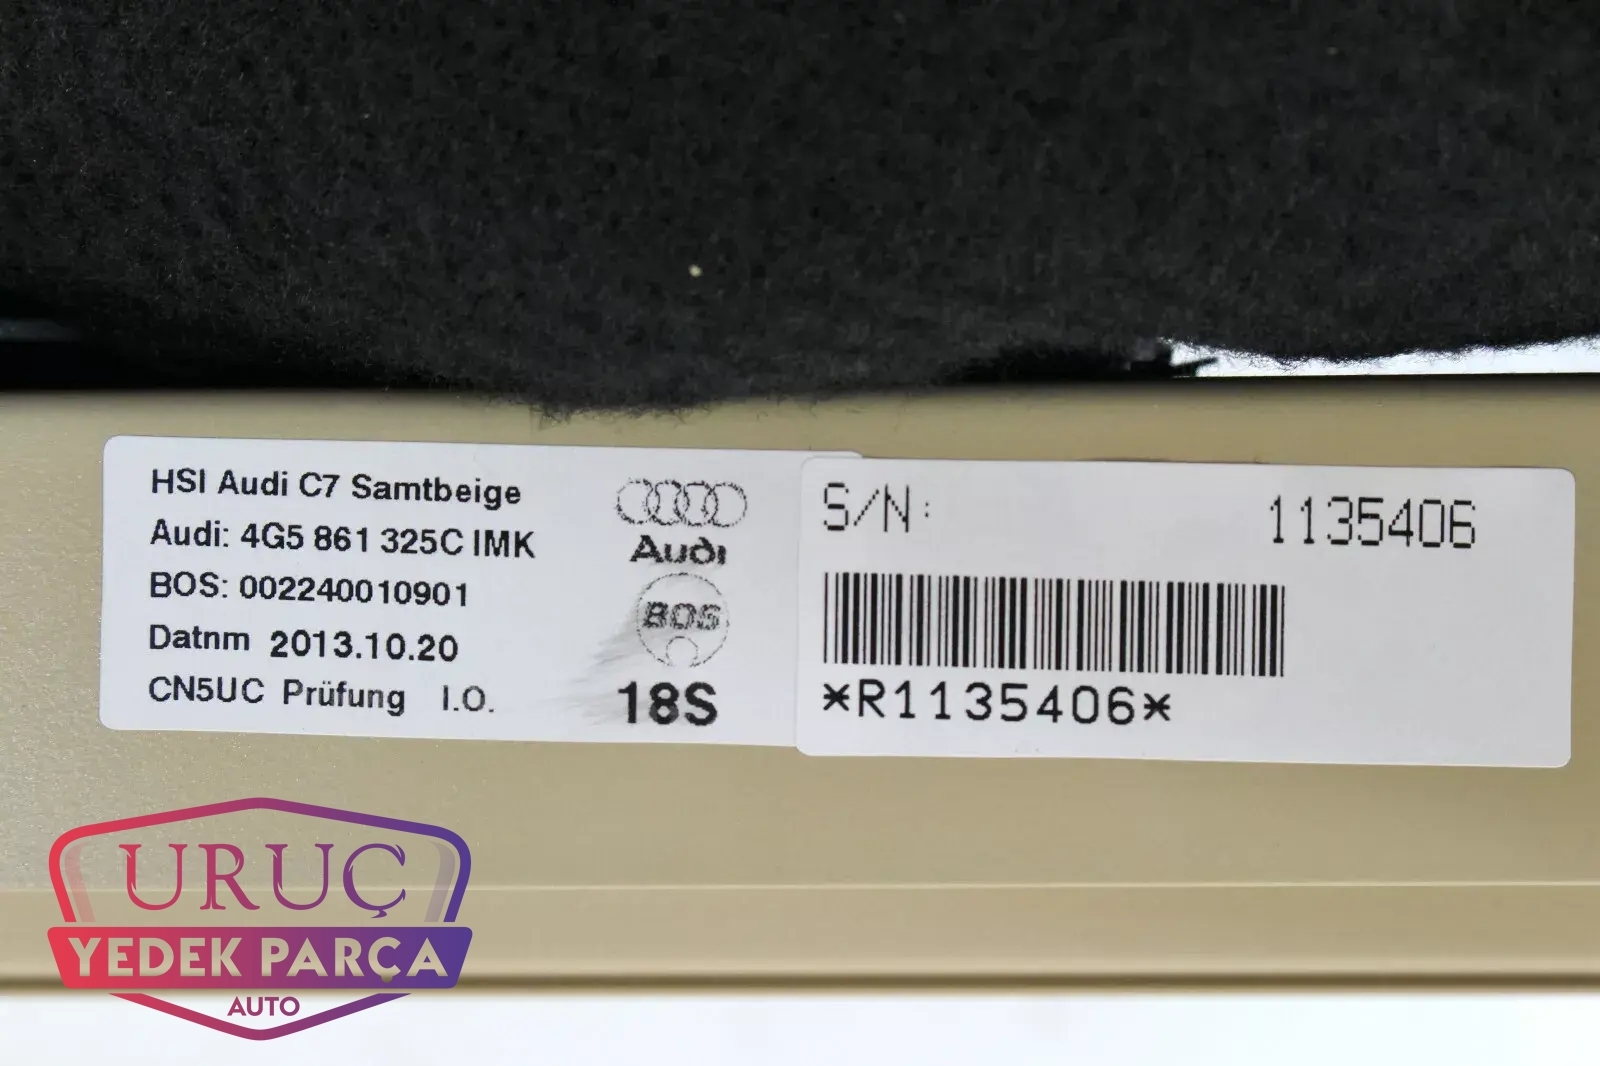 HSI Audi C7 Samtbeige
Audi: 4G5 861 325C IMK
BOS: 002240010901
Datnm 2013.10.20
CN5UC Prüfung I.O.
Audi
BOS
18S
S/N: 1135406
*R1135406*
URUÇ
YEDEK PARÇA
AUTO